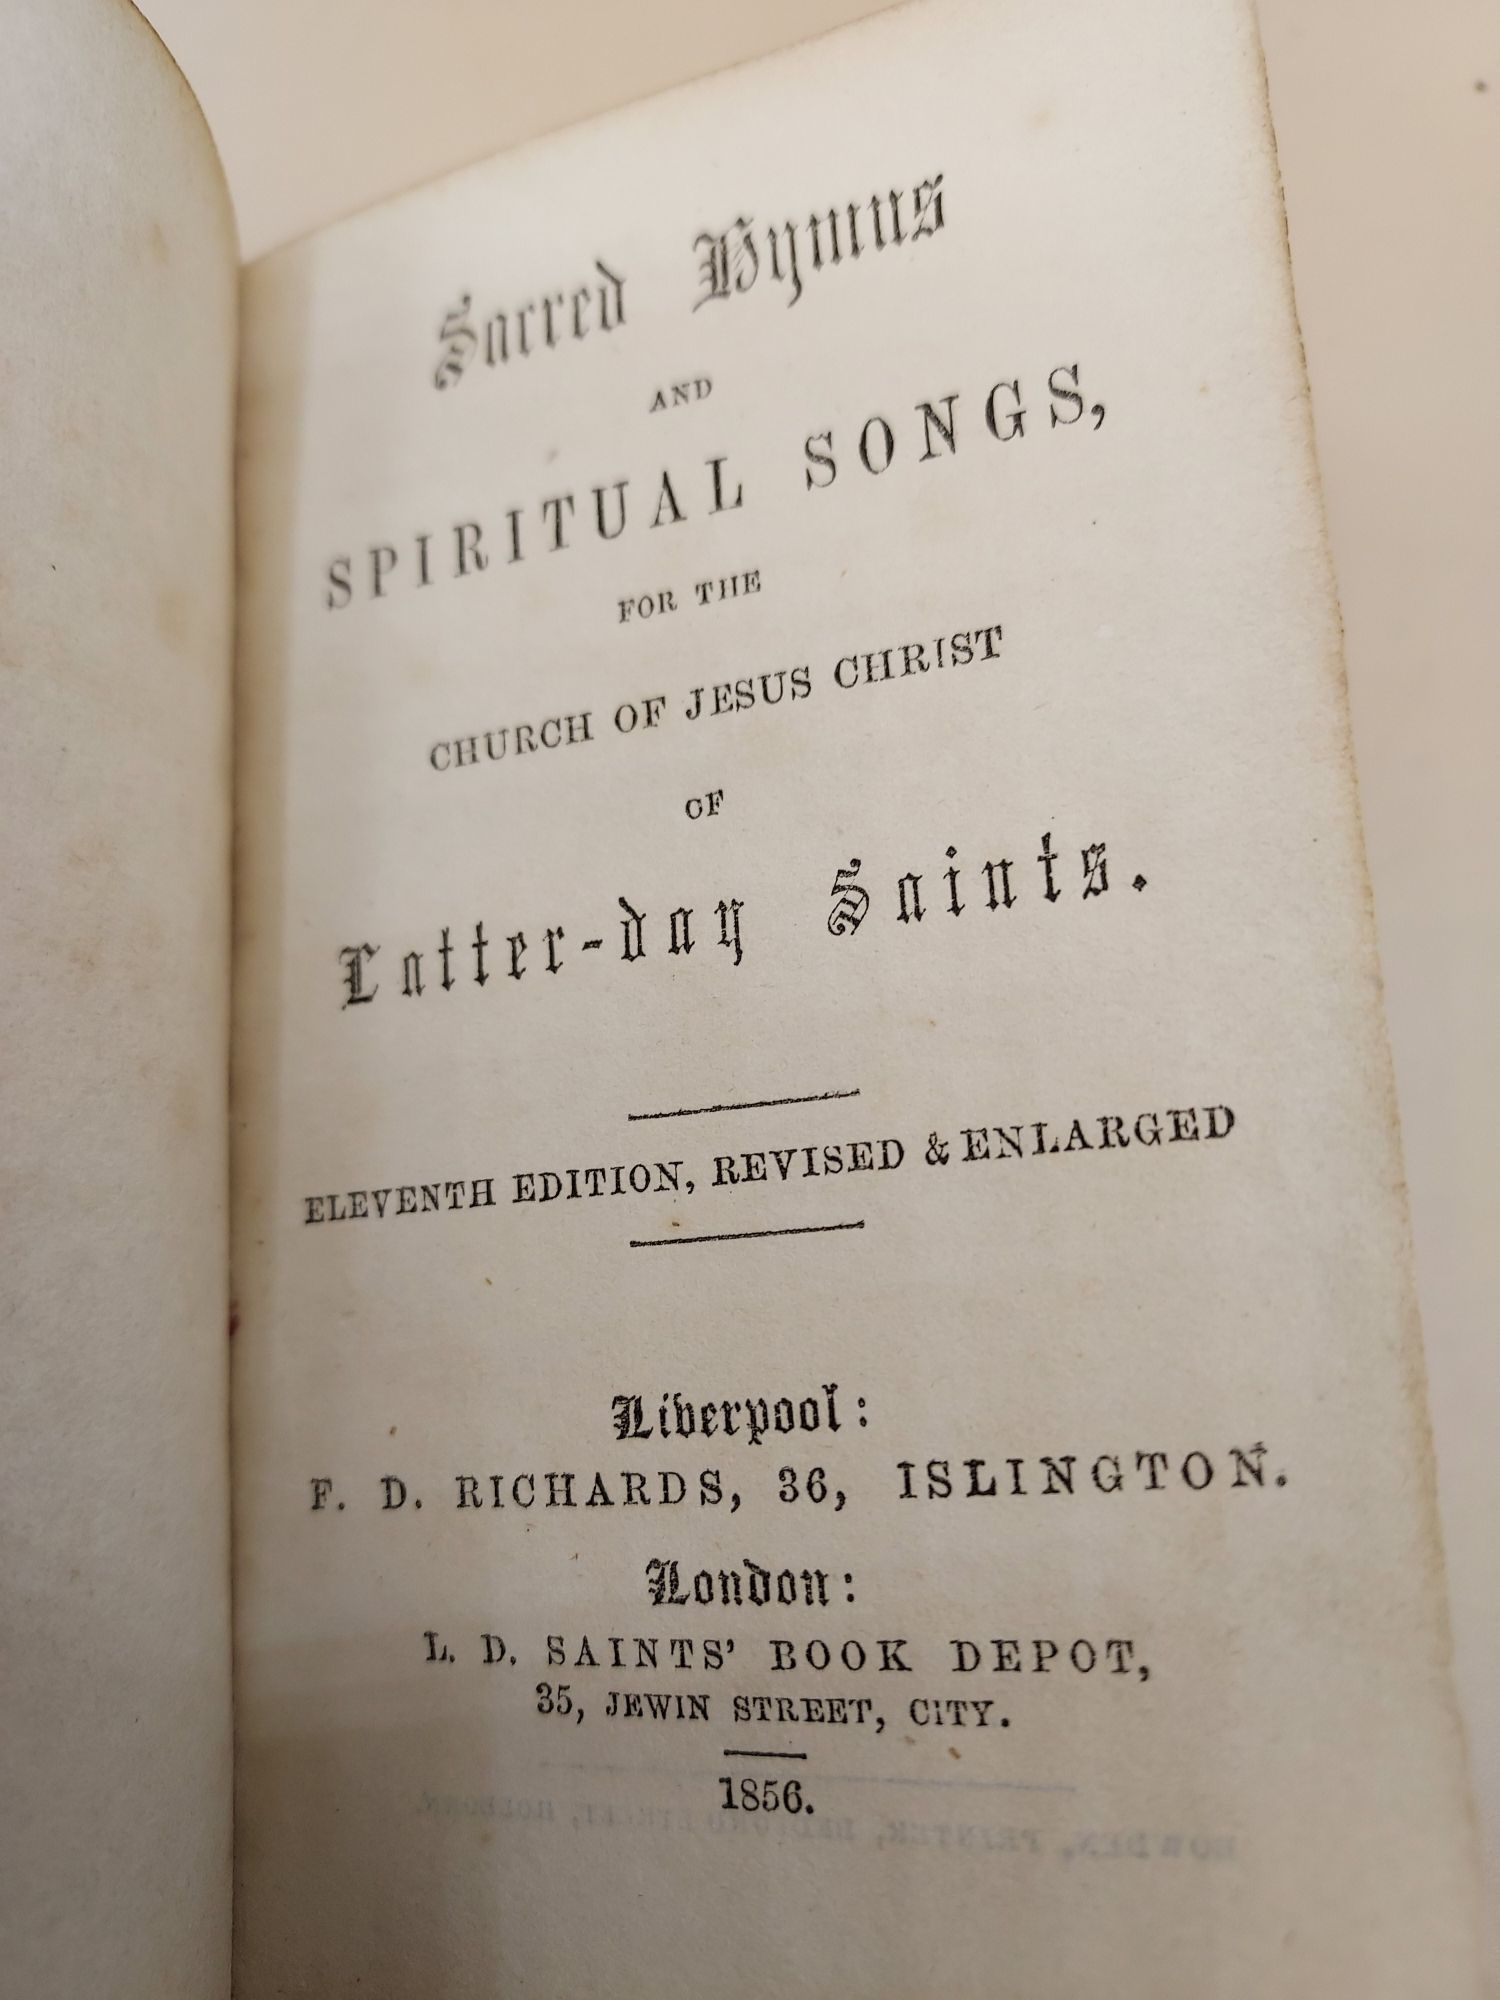 Sacred Hymns
AND
SPIRITUAL SONGS,
FOR THE
CHURCH OF JESUS CHRIST
OF
Latter-day Saints.
ELEVENTH EDITION, REVISED & ENLARGED
Liverpool:
F. D. RICHARDS, 36, ISLINGTON.
London:
L. D. SAINTS' BOOK DEPOT,
35, JEWIN STREET, CITY.
1856.